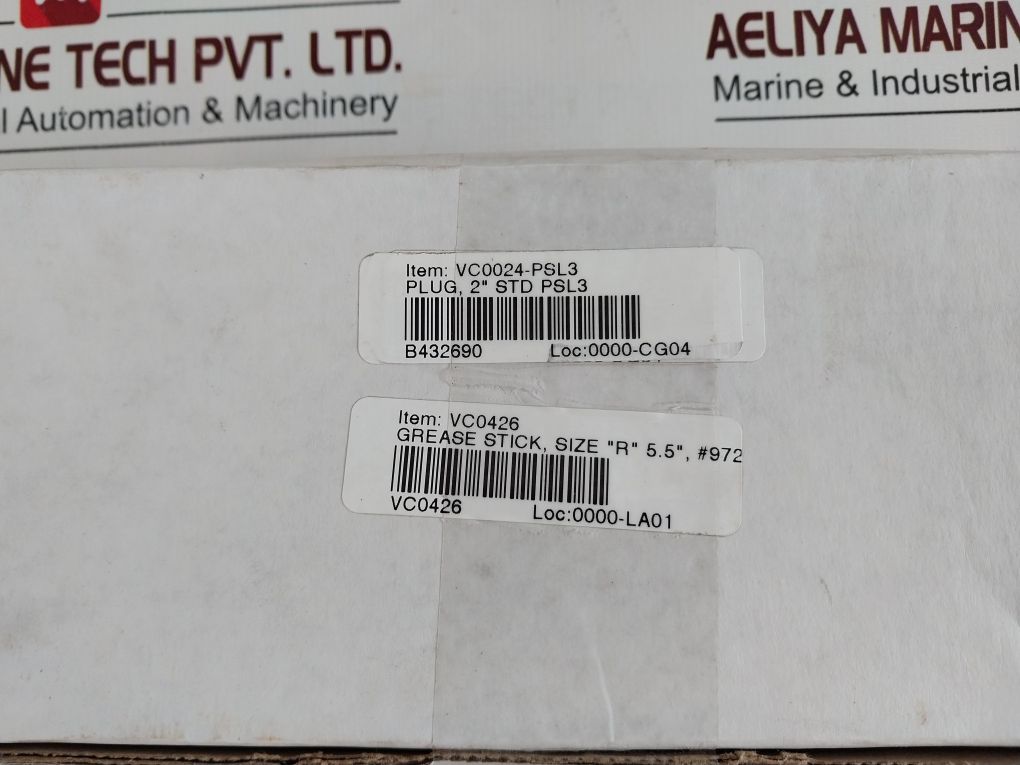 NE TECH PVT. LTD.
l Automation & Machinery
AELIYA MARIN
Marine & Industrial
Item: VC0024-PSL3
PLUG, 2" STD PSL3
B432690 Loc:0000-CG04
Item: VC0426
GREASE STICK, SIZE "R" 5.5", #972
VC0426 Loc:0000-LA01